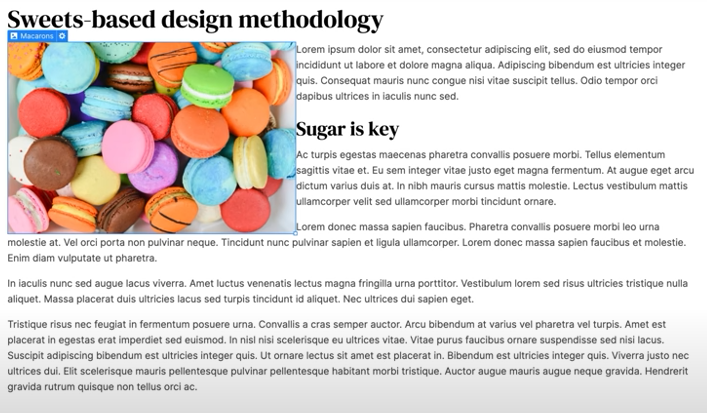 Sweets-based design methodology
Macarons
Lorem ipsum dolor sit amet, consectetur adipiscing elit, sed do eiusmod tempor
incididunt ut labore et dolore magna aliqua. Adipiscing bibendum est ultricies integer
quis. Consequat mauris nunc congue nisi vitae suscipit tellus. Odio tempor orci
dapibus ultrices in iaculis nunc sed.
Sugar is key
Ac turpis egestas maecenas pharetra convallis posuere morbi. Tellus elementum
sagittis vitae et. Eu sem integer vitae justo eget magna fermentum. At augue eget arcu
dictum varius duis at. In nibh mauris cursus mattis molestie. Lectus vestibulum mattis
ullamcorper velit sed ullamcorper morbi tincidunt ornare.
Lorem donec massa sapien faucibus. Pharetra convallis posuere morbi leo urna
molestie at. Vel orci porta non pulvinar neque. Tincidunt nunc pulvinar sapien et ligula ullamcorper. Lorem donec massa sapien faucibus et molestie.
Enim diam vulputate ut pharetra.
In iaculis nunc sed augue lacus viverra. Amet luctus venenatis lectus magna fringilla urna porttitor. Vestibulum lorem sed risus ultricies tristique nulla
aliquet. Massa placerat duis ultricies lacus sed turpis tincidunt id aliquet. Nec ultrices dui sapien eget.
Tristique risus nec feugiat in fermentum posuere urna. Convallis a cras semper auctor. Arcu bibendum at varius vel pharetra vel turpis. Amet est
placerat in egestas erat imperdiet sed euismod. In nisl nisi scelerisque eu ultrices vitae. Vitae purus faucibus ornare suspendisse sed nisi lacus.
Suscipit adipiscing bibendum est ultricies integer quis. Ut ornare lectus sit amet est placerat in. Bibendum est ultricies integer quis. Viverra justo nec
ultrices dui. Elit scelerisque mauris pellentesque pulvinar pellentesque habitant morbi tristique. Auctor augue mauris augue neque gravida. Hendrerit
gravida rutrum quisque non tellus orci ac.